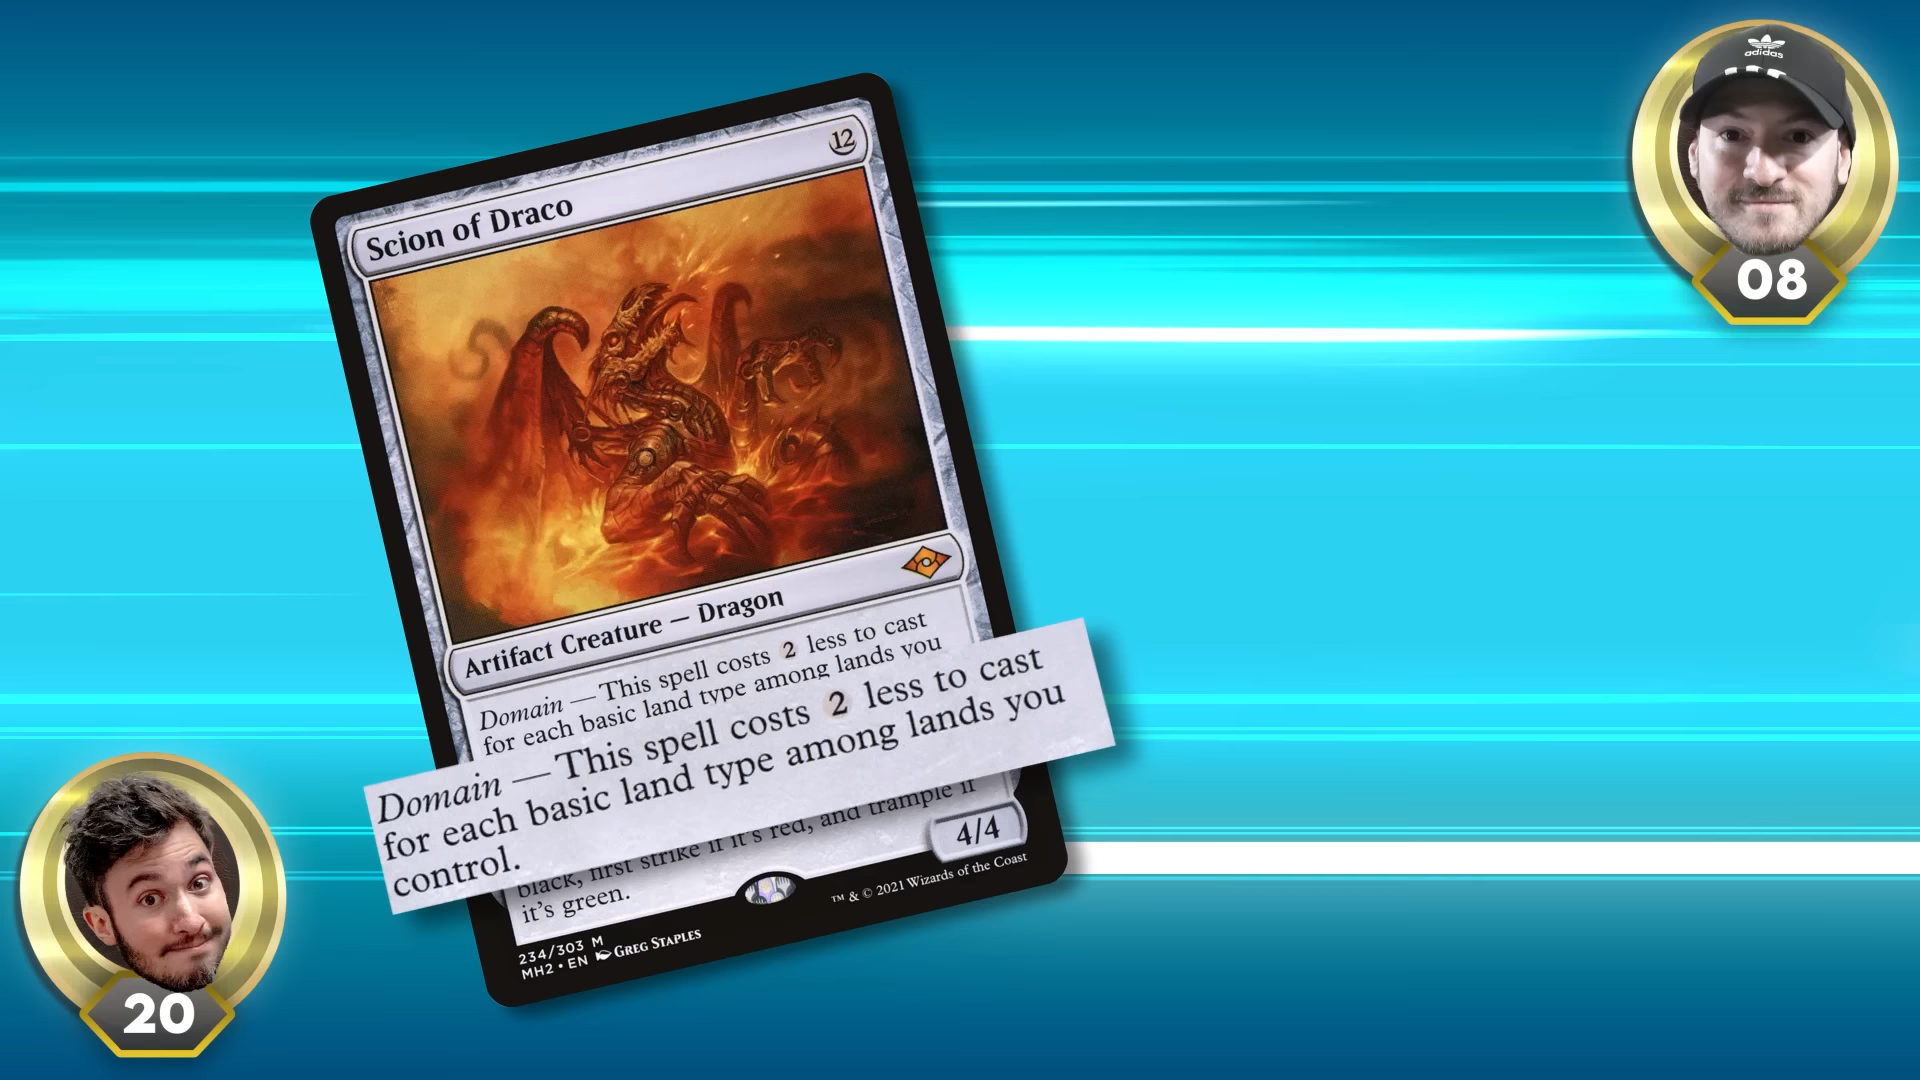 adidas
08
12
Scion of Draco
Artifact Creature — Dragon
Domain — This spell costs 2 less to cast
for each basic land type among lands you
Domain — This spell costs 2 less to cast
for each basic land type among lands you
control.
black, first strike if it's red, and trample if
it's green.
4/4
™ & © 2021 Wizards of the Coast
234/303 M
MH2 • EN Greg Staples
20